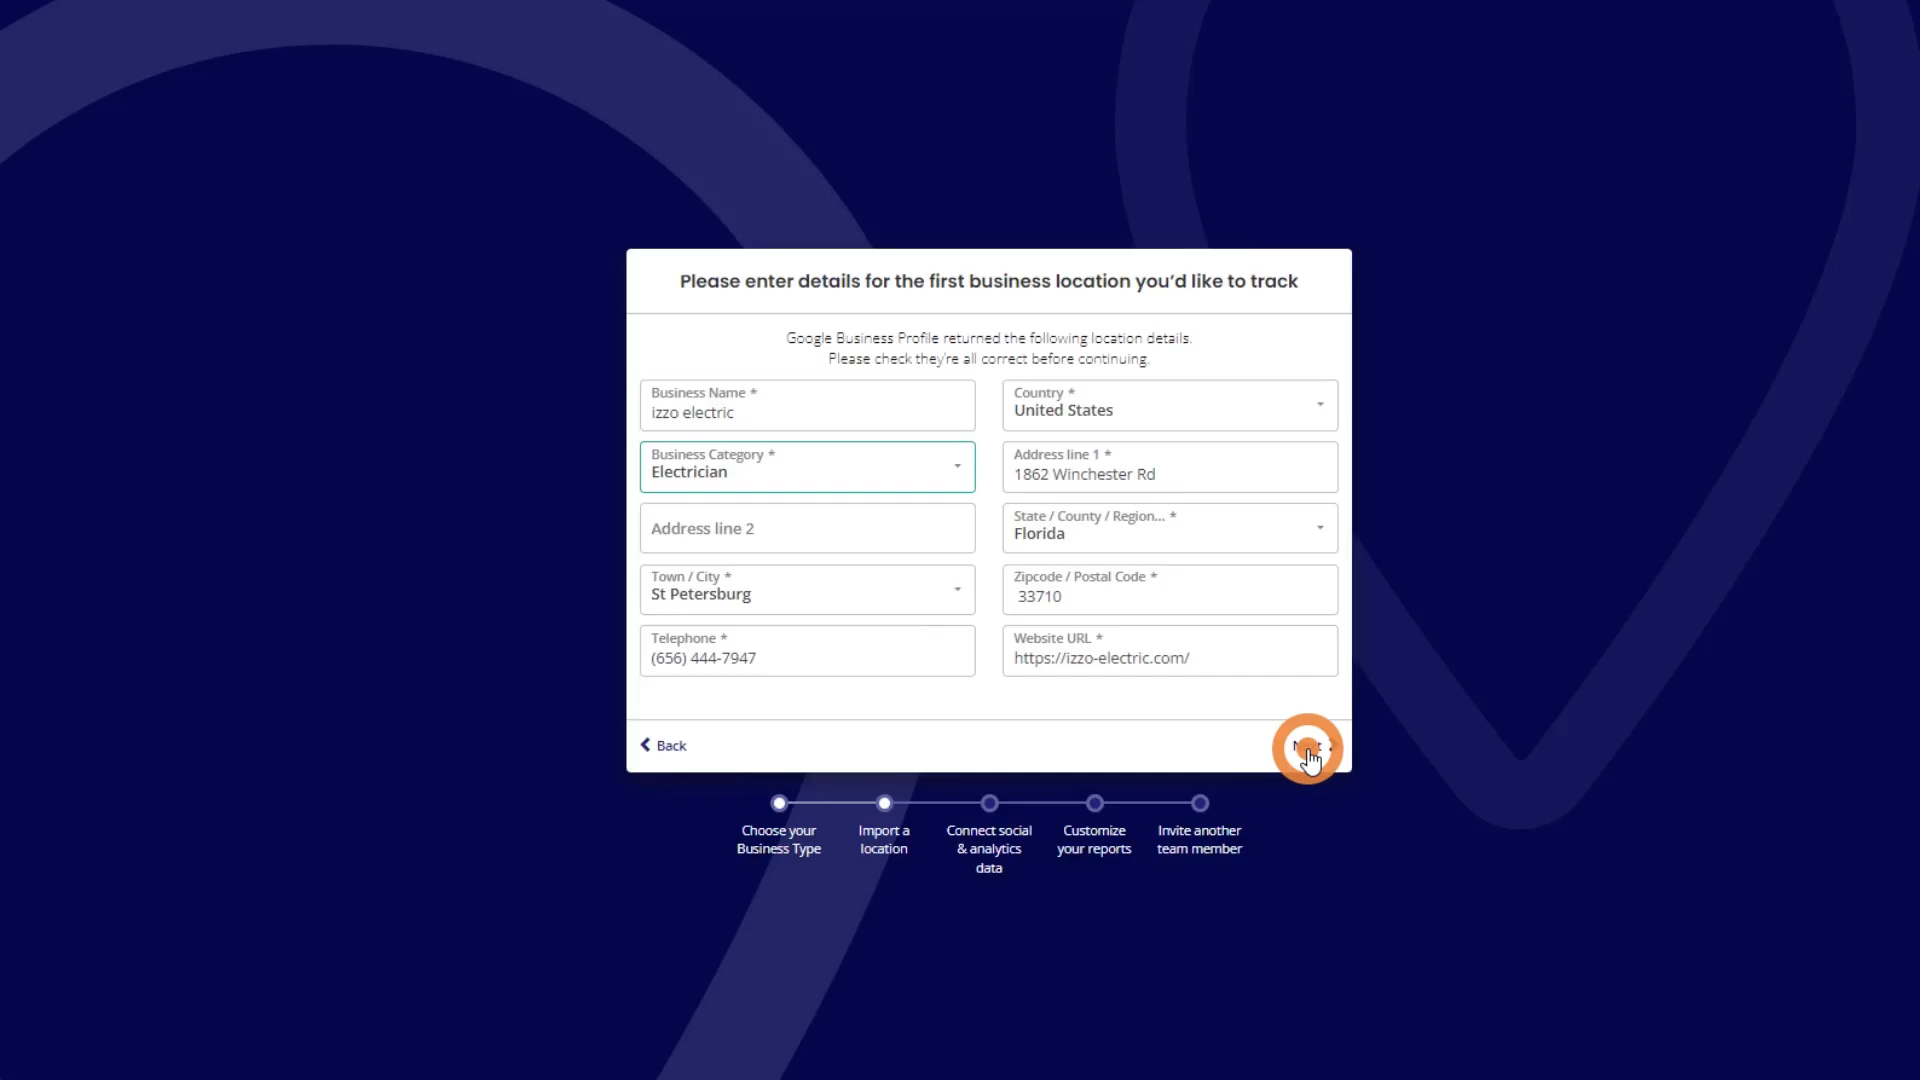 Please enter details for the first business location you'd like to track
Google Business Profile returned the following location details.
Please check they're all correct before continuing.
Business Name *
izzo electric
Country *
United States
Business Category *
Electrician
Address line 1 *
1862 Winchester Rd
Address line 2
State / County / Region... *
Florida
Town / City *
St Petersburg
Zipcode / Postal Code *
33710
Telephone *
(656) 444-7947
Website URL *
https://izzo-electric.com/
Back
Choose your
Business Type
Import a
location
Connect social
& analytics
data
Customize
your reports
Invite another
team member